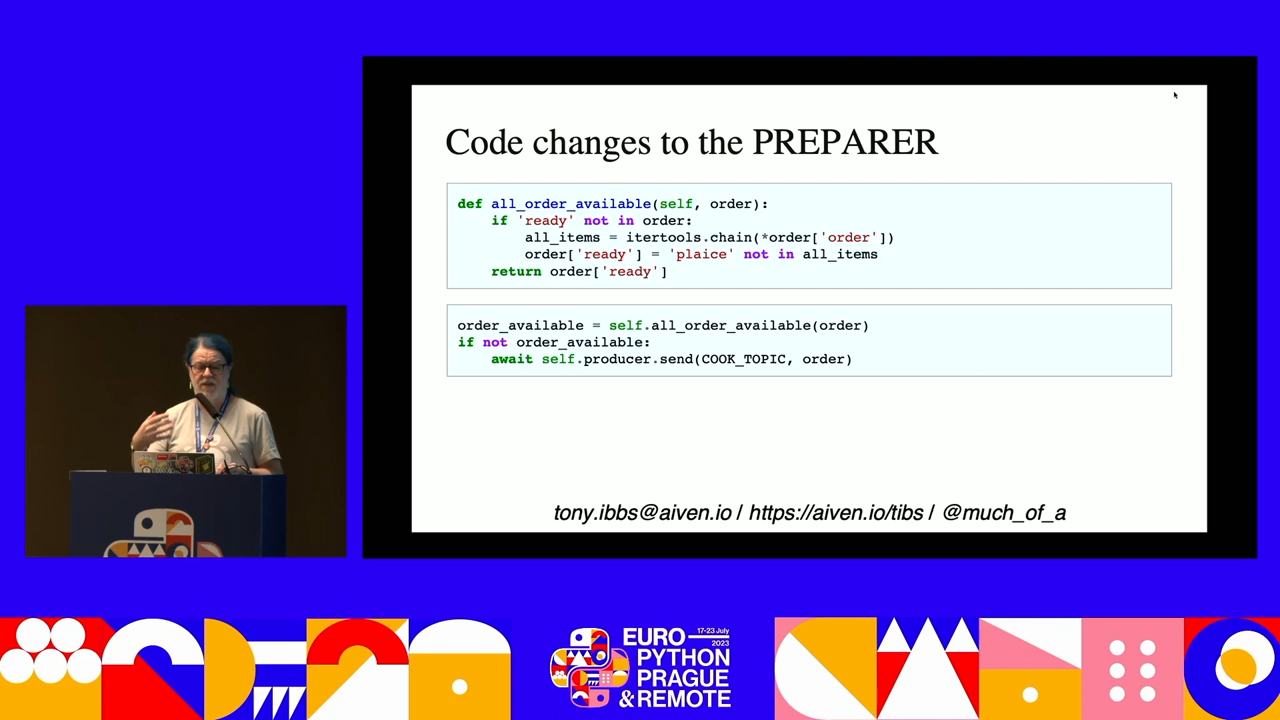 Code changes to the PREPARER
def all_order_available(self, order):
    if 'ready' not in order:
        all_items = itertools.chain(*order['order'])
        order['ready'] = 'plaice' not in all_items
    return order['ready']
order_available = self.all_order_available(order)
if not order_available:
    await self.producer.send(COOK_TOPIC, order)
tony.ibbs@aiven.io / https://aiven.io/tibs / @much_of_a
EURO 17-23 July 2023
PYTHON
PRAGUE
& REMOTE